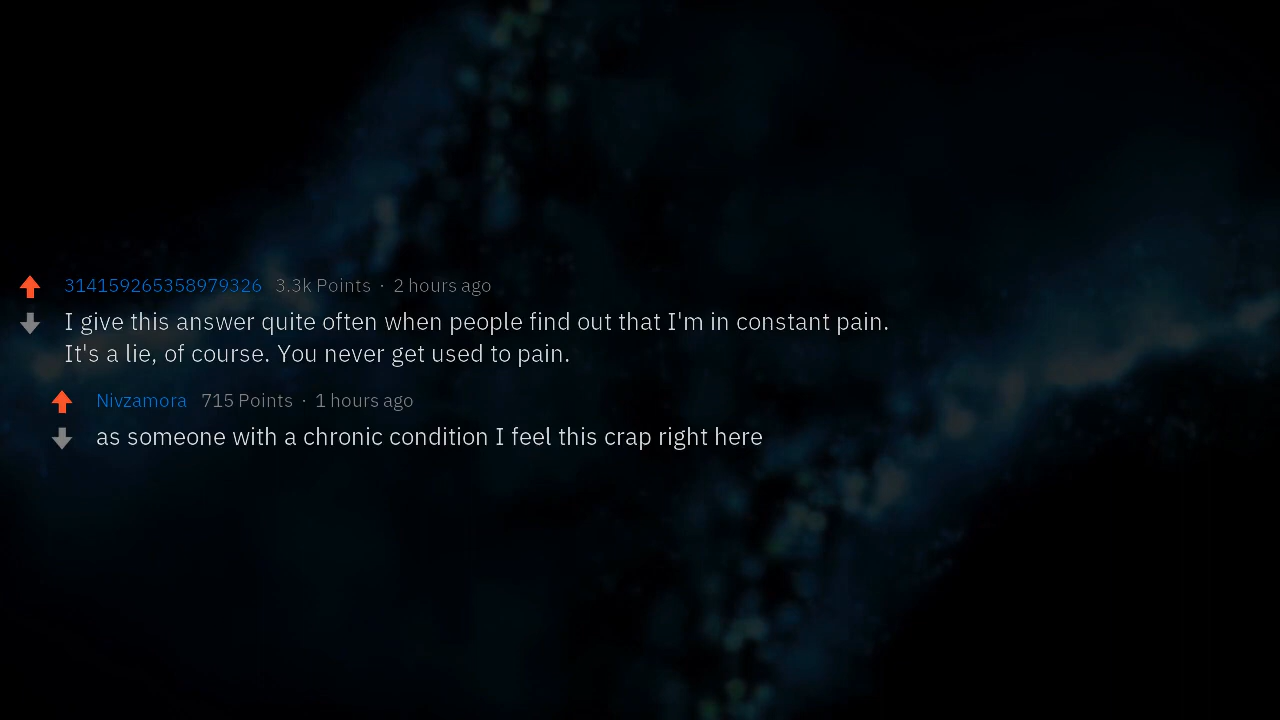 314159265358979326 3.3k Points · 2 hours ago
I give this answer quite often when people find out that I'm in constant pain.
It's a lie, of course. You never get used to pain.
Nivzamora 715 Points · 1 hours ago
as someone with a chronic condition I feel this crap right here